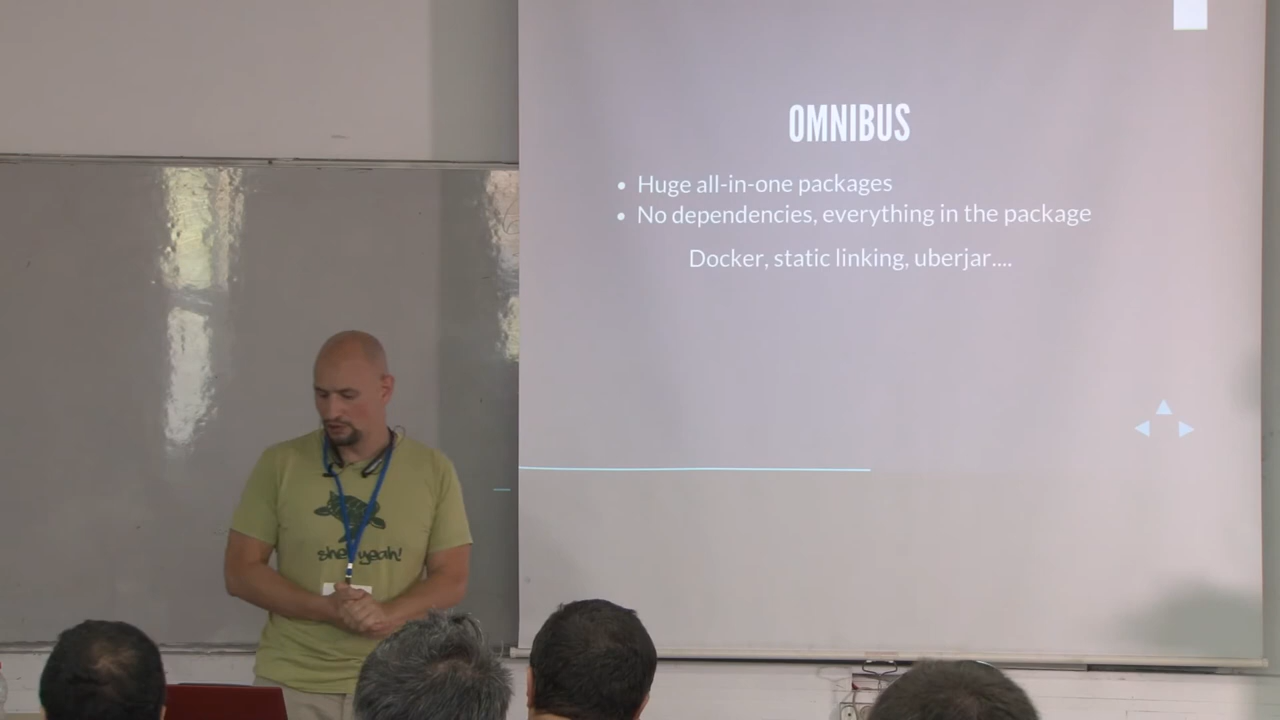 OMNIBUS
Huge all-in-one packages
No dependencies, everything in the package
Docker, static linking, uberjar....
shell yeah!